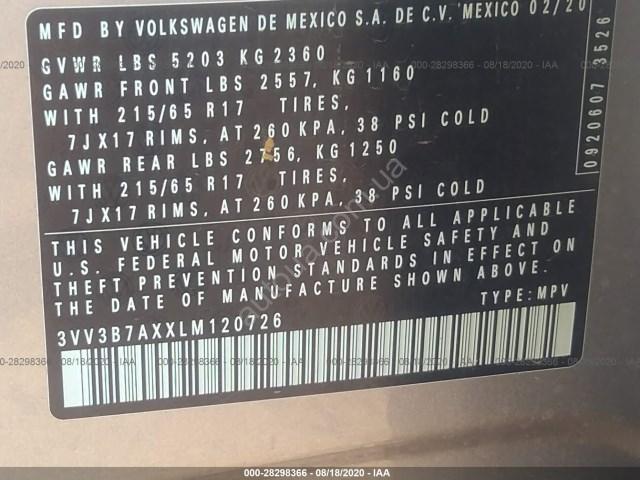 MFD BY VOLKSWAGEN DE MEXICO S.A. DE C.V. MEXICO 02/20
GVWR LBS 5203 KG 2360
GAWR FRONT LBS 2557, KG 1160
WITH 215/65 R17 TIRES,
7JX17 RIMS, AT 260 KPA, 38 PSI COLD
GAWR REAR LBS 2756, KG 1250
WITH 215/65 R17 TIRES,
7JX17 RIMS, AT 260 KPA, 38 PSI COLD
THIS VEHICLE CONFORMS TO ALL APPLICABLE
U.S. FEDERAL MOTOR VEHICLE SAFETY AND
THEFT PREVENTION STANDARDS IN EFFECT ON
THE DATE OF MANUFACTURE SHOWN ABOVE.
TYPE: MPV
3VV3B7AXXLM120726
0920607 3526
autoua.com.ua
000-28298366 - 08/18/2020 - IAA